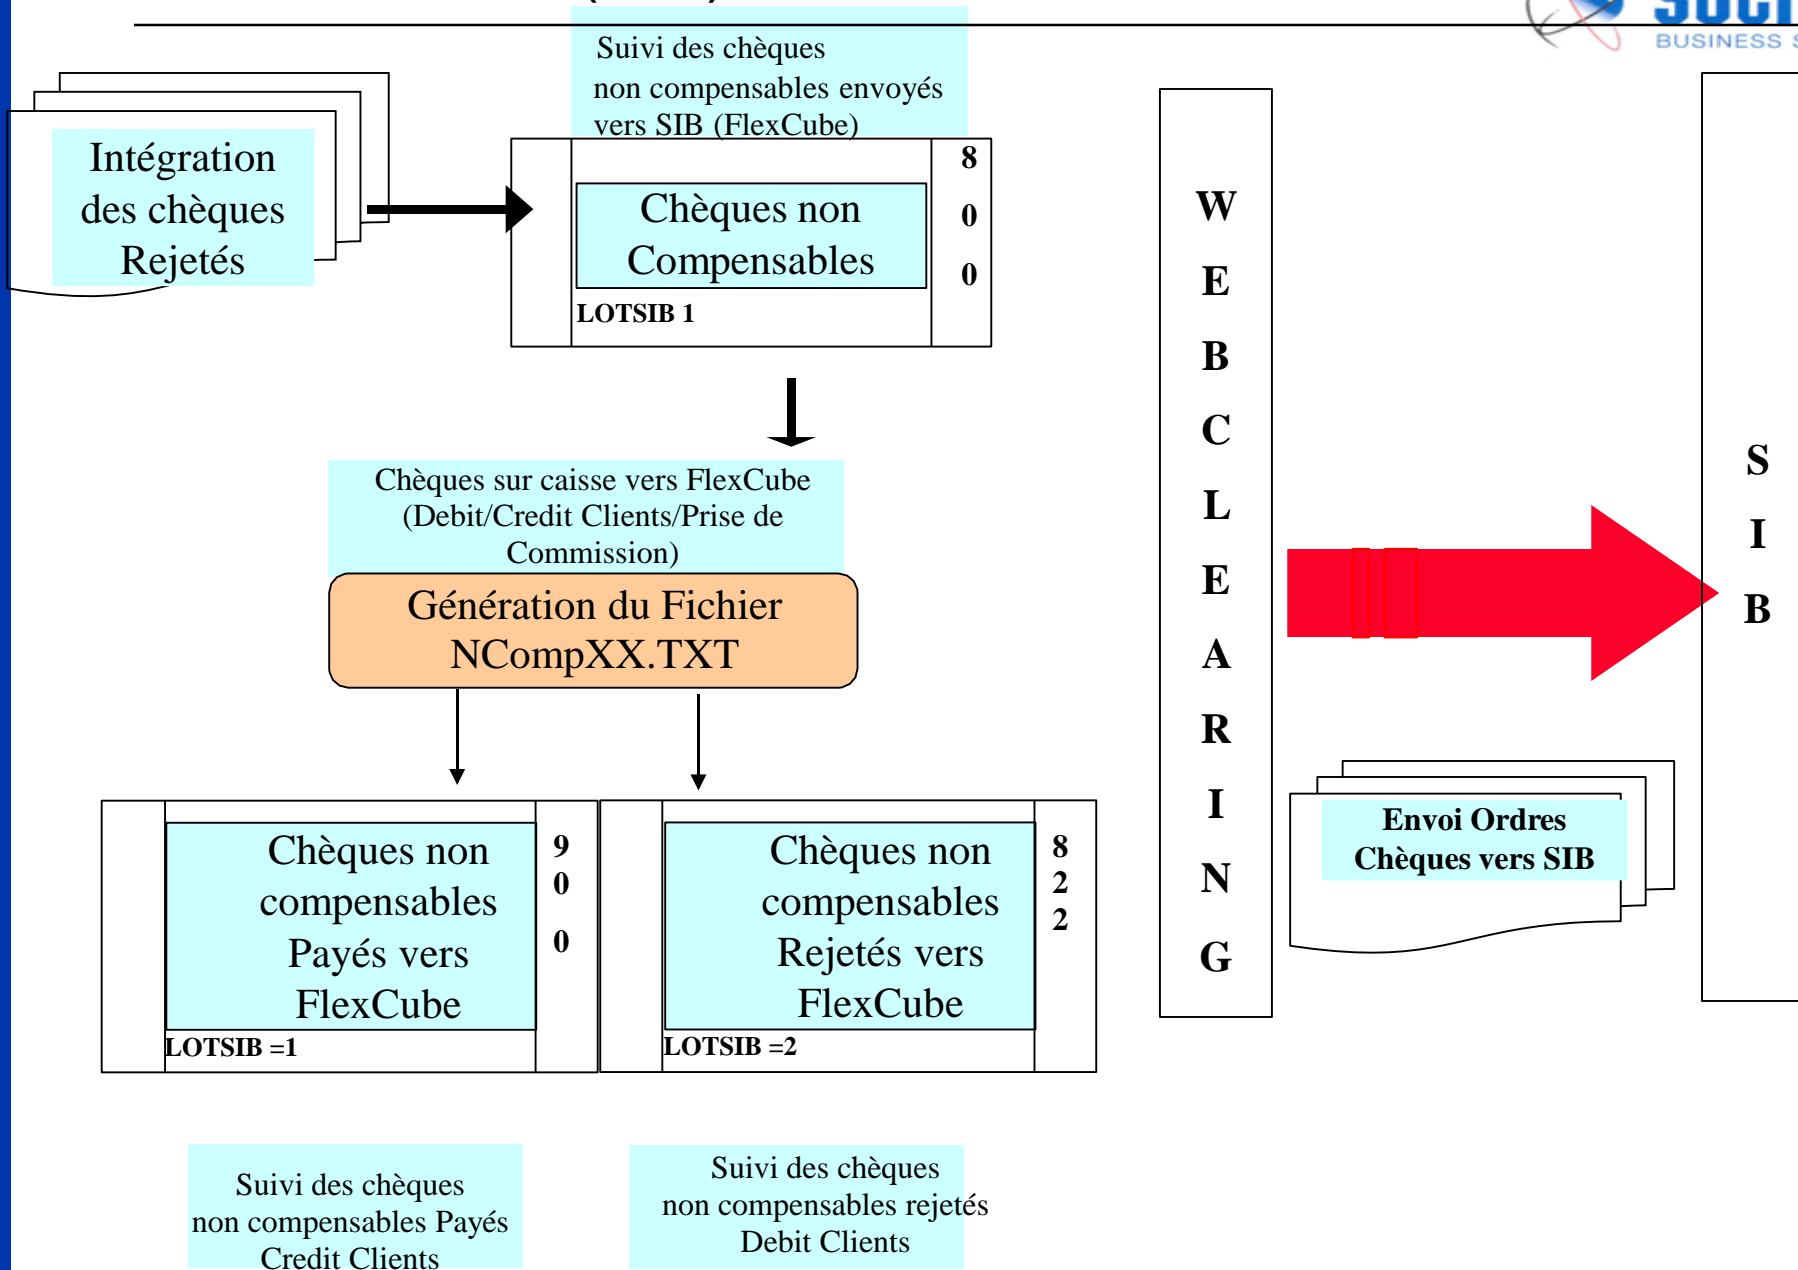 BUSINESS
Suivi des chèques
non compensables envoyés
vers SIB (FlexCube)
Intégration
des chèques
Rejetés
Chèques non
Compensables
LOTSIB 1
8
0
0
Chèques sur caisse vers FlexCube
(Debit/Credit Clients/Prise de
Commission)
Génération du Fichier
NCompXX.TXT
Chèques non
compensables
Payés vers
FlexCube
LOTSIB =1
9
0
0
Chèques non
compensables
Rejetés vers
FlexCube
LOTSIB =2
8
2
2
Suivi des chèques
non compensables Payés
Credit Clients
Suivi des chèques
non compensables rejetés
Debit Clients
W
E
B
C
L
E
A
R
I
N
G
Envoi Ordres
Chèques vers SIB
S
I
B